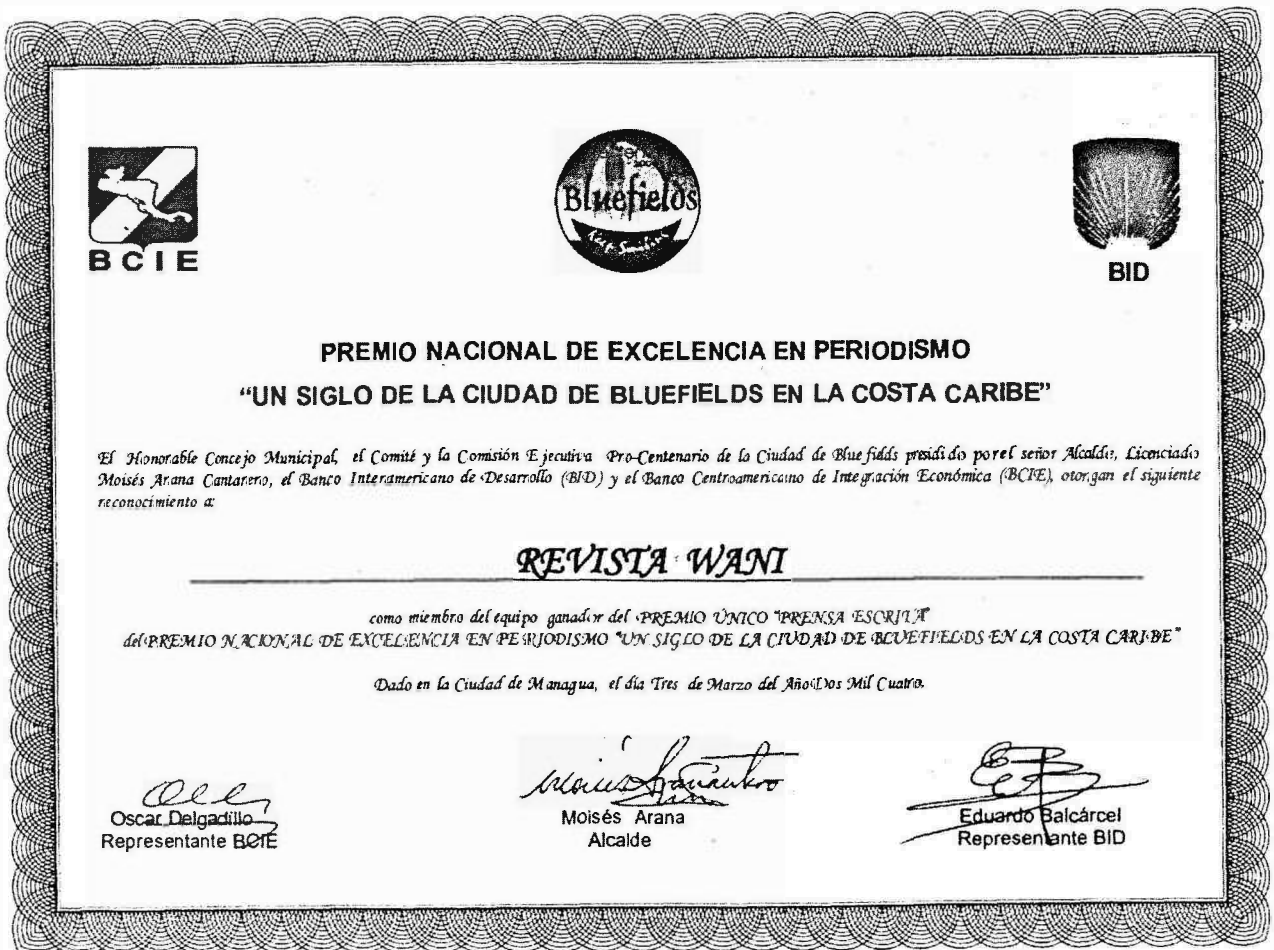 BCIE
Bluefields
Keep Smiling
BID
PREMIO NACIONAL DE EXCELENCIA EN PERIODISMO
“UN SIGLO DE LA CIUDAD DE BLUEFIELDS EN LA COSTA CARIBE”
El Honorable Concejo Municipal, el Comité y la Comisión Ejecutiva Pro-Centenario de la Ciudad de Bluefields presidido por el señor Alcalde, Licenciado
Moisés Arana Cantarero, el Banco Interamericano de Desarrollo (BID) y el Banco Centroamericano de Integración Económica (BCIE), otorgan el siguiente
reconocimiento a:
REVISTA WANI
como miembro del equipo ganador del PREMIO ÚNICO "PRENSA ESCRITA"
del PREMIO NACIONAL DE EXCELENCIA EN PERIODISMO "UN SIGLO DE LA CIUDAD DE BLUEFIELDS EN LA COSTA CARIBE"
Dado en la Ciudad de Managua, el día Tres de Marzo del Año Dos Mil Cuatro.
Oscar Delgadillo
Representante BCIE
Moisés Arana
Alcalde
Eduardo Balcárcel
Representante BID